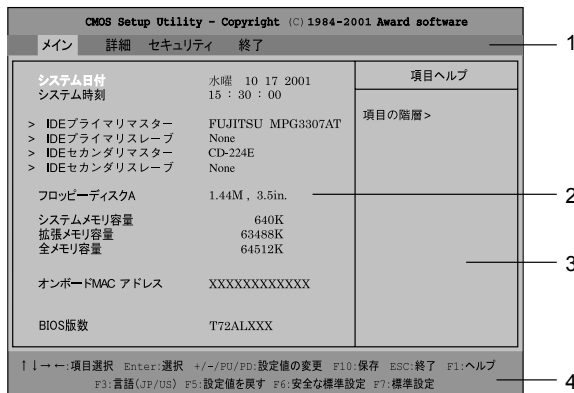 CMOS Setup Utility – Copyright (C) 1984-2001 Award software
メイン 詳細 セキュリティ 終了
1
システム日付 水曜 10 17 2001
システム時刻 15 : 30 : 00
項目ヘルプ
項目の階層>
> IDEプライマリマスター FUJITSU MPG3307AT
> IDEプライマリスレーブ None
> IDEセカンダリマスター CD-224E
> IDEセカンダリスレーブ None
フロッピーディスクA 1.44M , 3.5in.
2
システムメモリ容量 640K
拡張メモリ容量 63488K
全メモリ容量 64512K
3
オンボードMAC アドレス XXXXXXXXXXXX
BIOS版数 T72ALXXX
↑↓→←:項目選択 Enter:選択 +/-/PU/PD:設定値の変更 F10:保存 ESC:終了 F1:ヘルプ
F3:言語(JP/US) F5:設定値を戻す F6:安全な標準設定 F7:標準設定
4